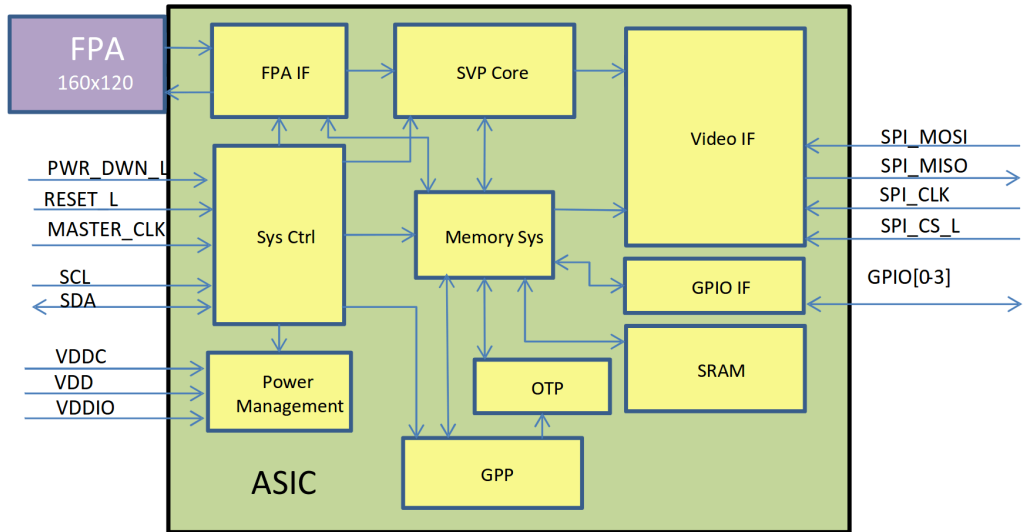 FPA
160x120
FPA IF
SVP Core
Video IF
SPI_MOSI
SPI_MISO
SPI_CLK
SPI_CS_L
PWR_DWN_L
RESET_L
MASTER_CLK
SCL
SDA
Sys Ctrl
Memory Sys
GPIO IF
GPIO[0-3]
VDDC
VDD
VDDIO
Power
Management
OTP
SRAM
GPP
ASIC